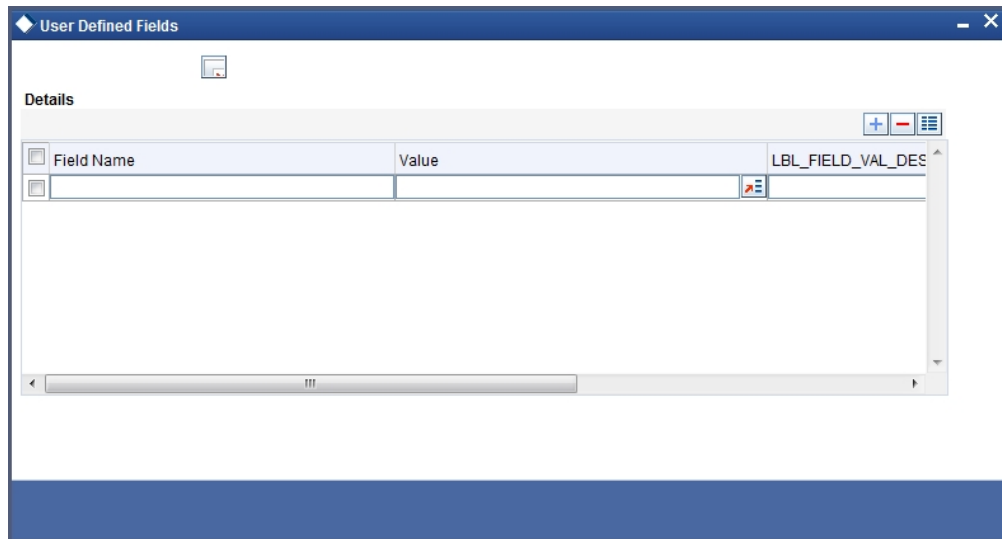 User Defined Fields
Details
Field Name Value LBL_FIELD_VAL_DES